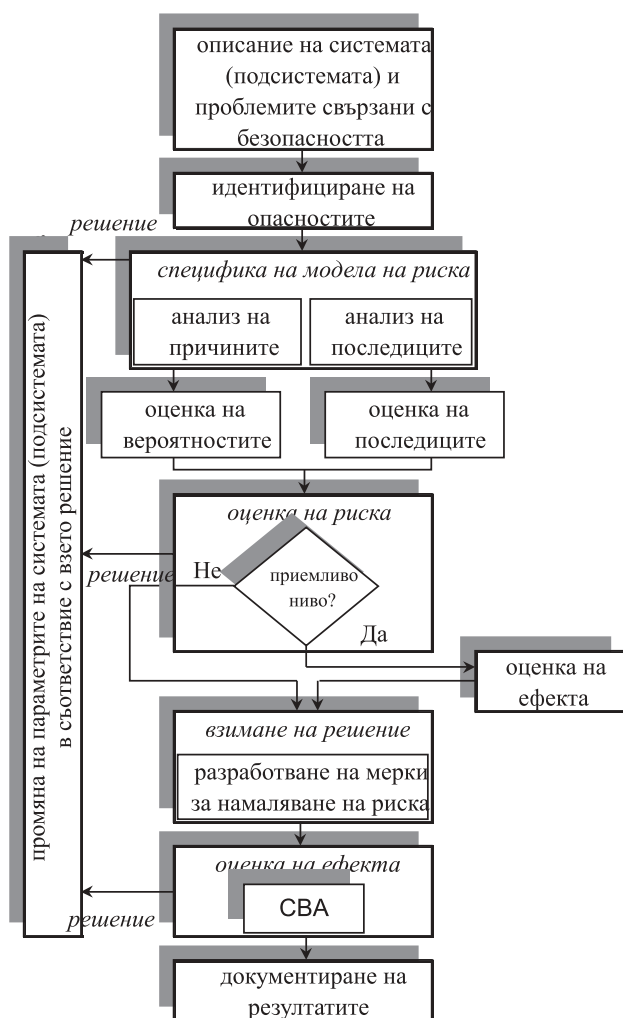 описание на системата
(подсистемата) и
проблемите свързани с
безопасността
идентифициране на
опасностите
решение
специфика на модела на риска
анализ на
причините
анализ на
последиците
оценка на
вероятностите
оценка на
последиците
промяна на параметрите на системата (подсистемата)
в съответствие с взето решение
оценка на риска
решение
Не
приемливо
ниво?
Да
оценка на
ефекта
взимане на решение
разработване на мерки
за намаляване на риска
оценка на ефекта
CBA
решение
документиране на
резултатите